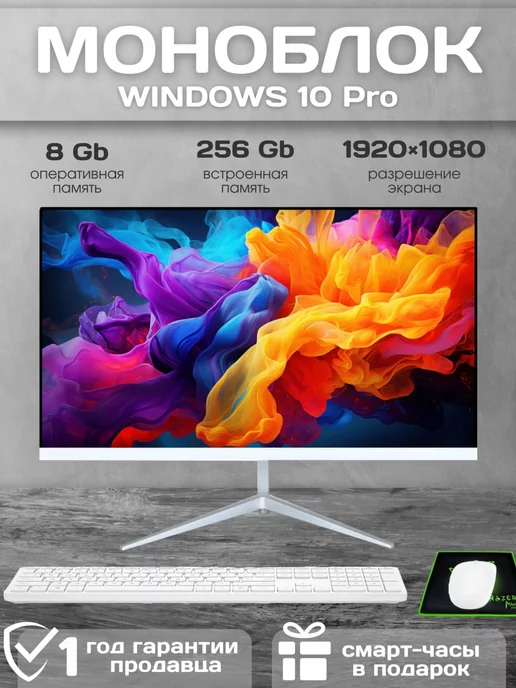 МОНОБЛОК
WINDOWS 10 Pro
8 Gb
оперативная
память
256 Gb
встроенная
память
1920×1080
разрешение
экрана
1 год гарантии
продавца
смарт-часы
в подарок